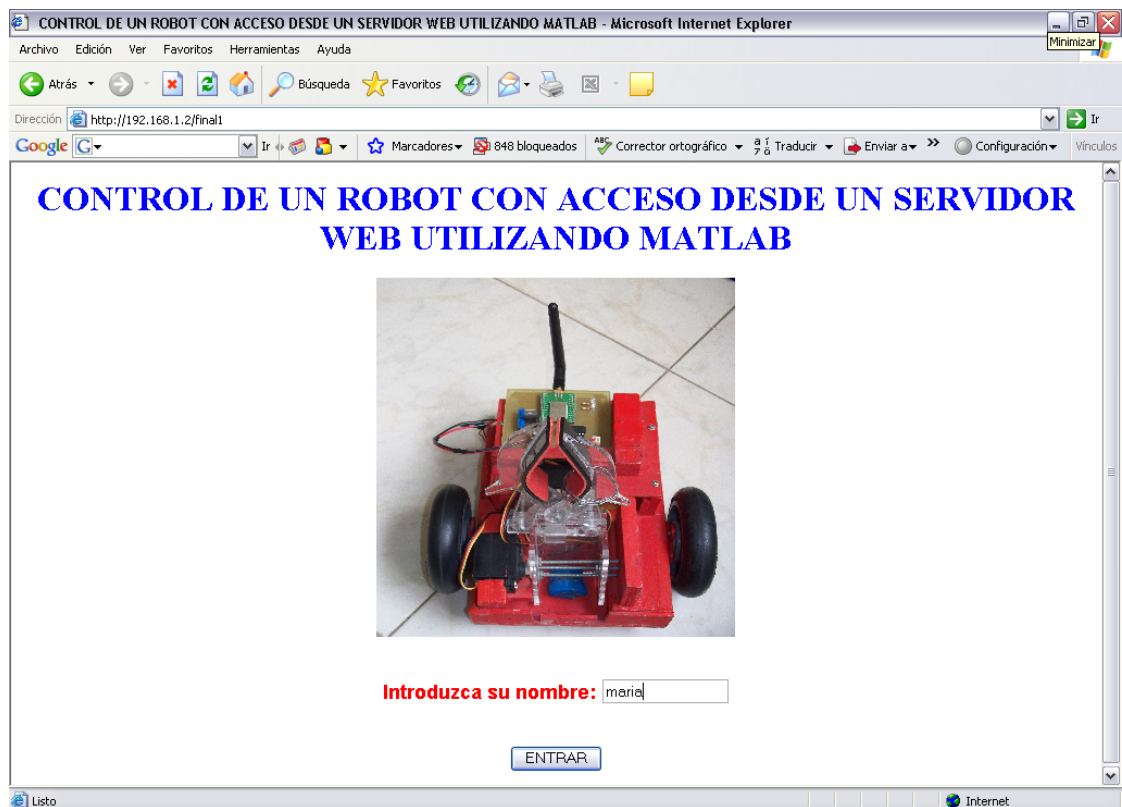 CONTROL DE UN ROBOT CON ACCESO DESDE UN SERVIDOR WEB UTILIZANDO MATLAB - Microsoft Internet Explorer
Minimizar
Archivo Edición Ver Favoritos Herramientas Ayuda
Atrás Búsqueda Favoritos
Dirección http://192.168.1.2/final1 Ir
Google G Ir Marcadores 848 bloqueados ABC Corrector ortográfico Traducir Enviar a » Configuración Vínculos
CONTROL DE UN ROBOT CON ACCESO DESDE UN SERVIDOR
WEB UTILIZANDO MATLAB
Introduzca su nombre: maria
ENTRAR
Listo Internet